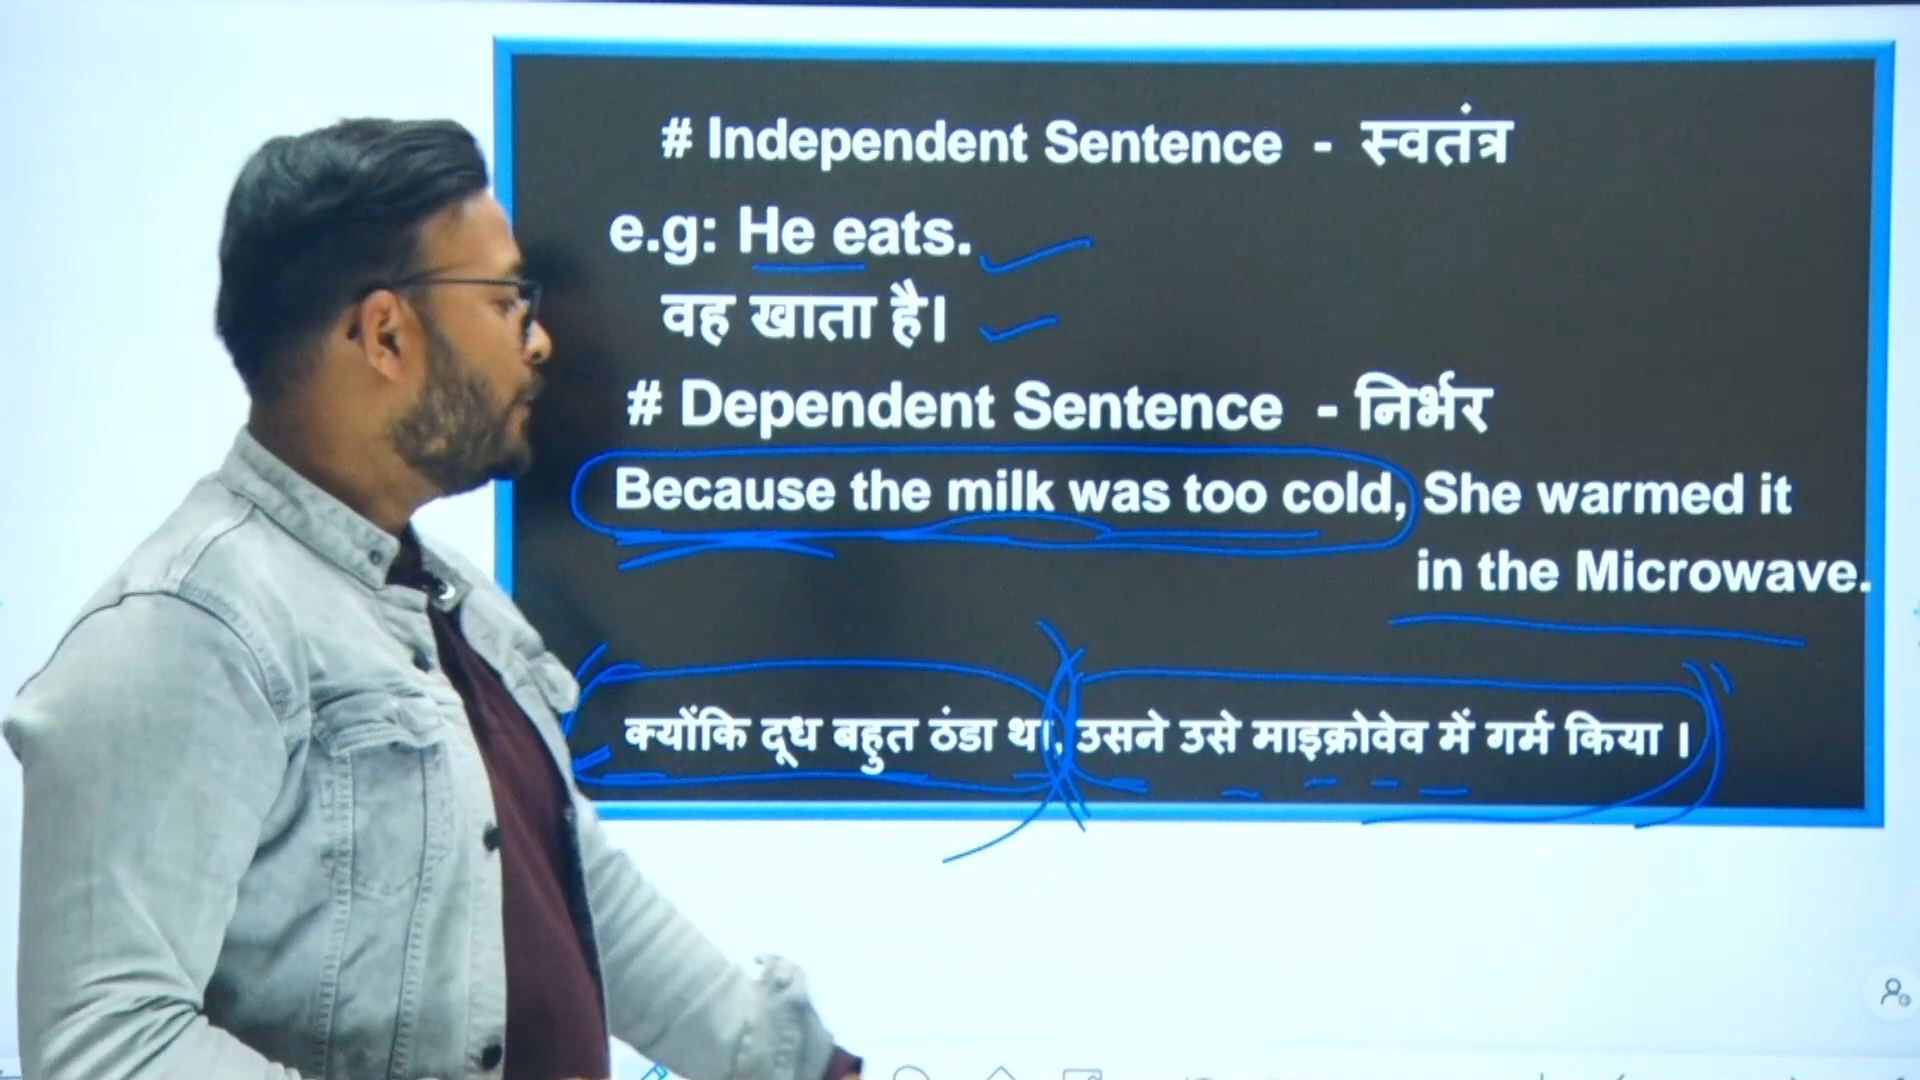 # Independent Sentence - स्वतंत्र
e.g: He eats.
वह खाता है।
# Dependent Sentence - निर्भर
Because the milk was too cold, She warmed it
in the Microwave.
क्योंकि दूध बहुत ठंडा था, उसने उसे माइक्रोवेव में गर्म किया ।